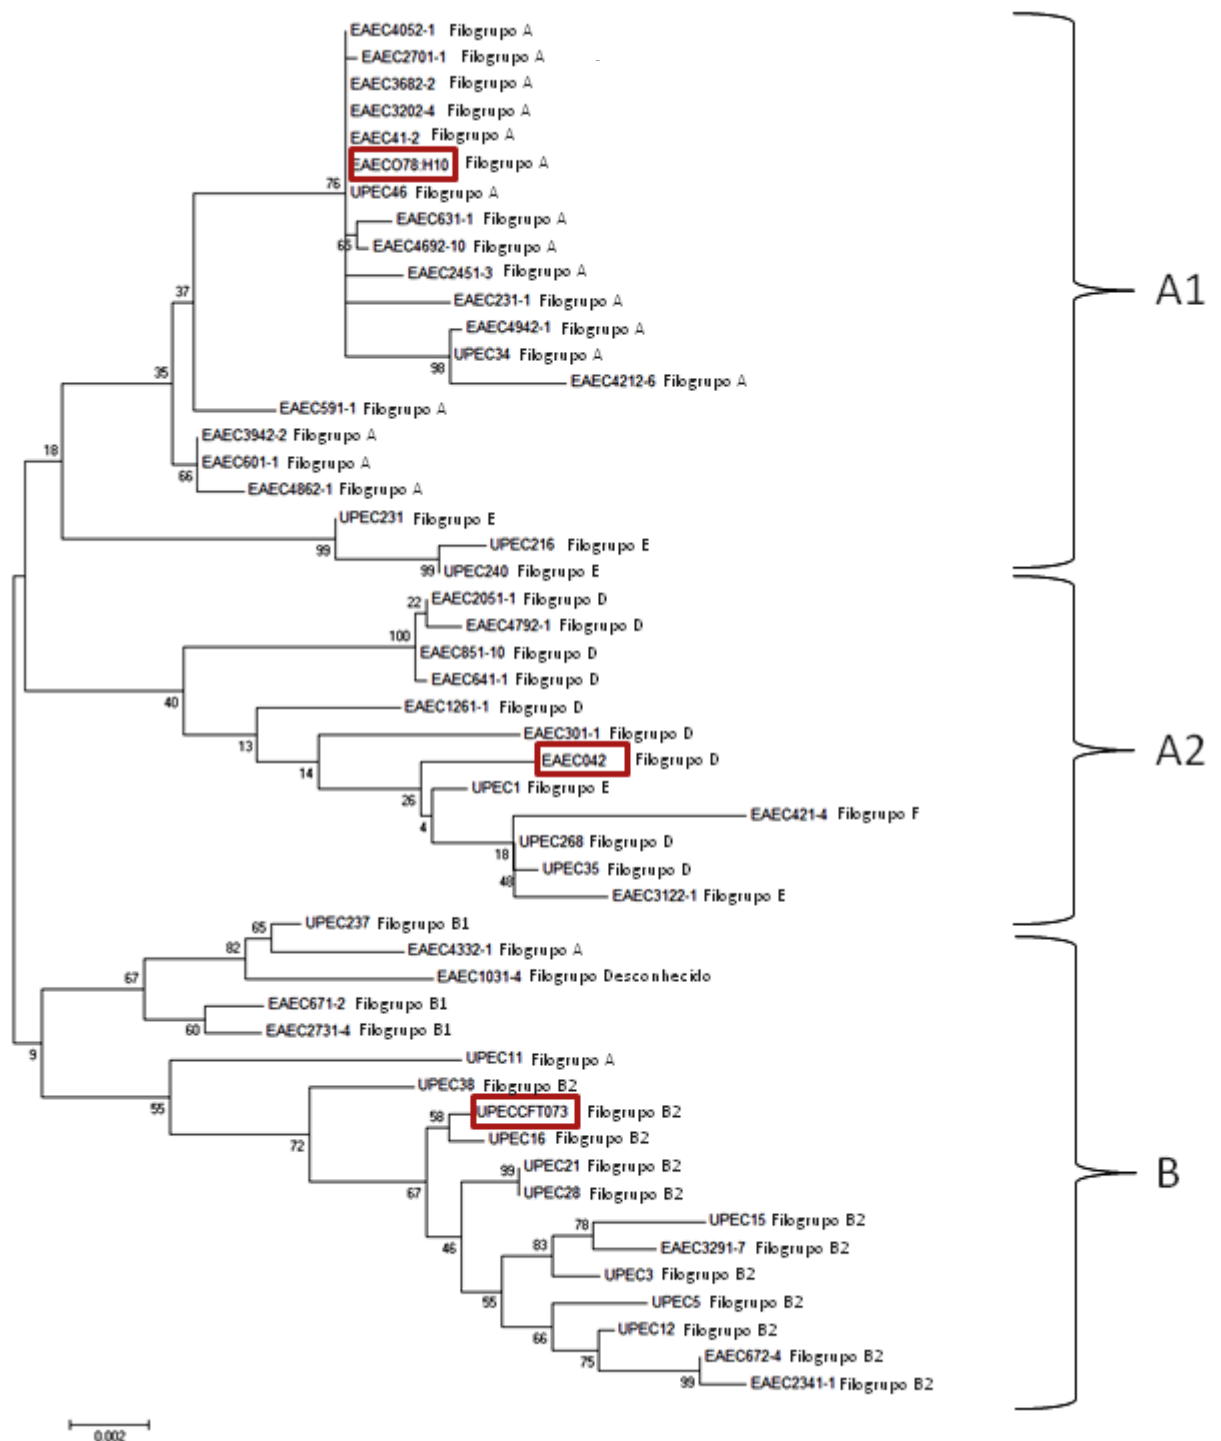 EAEC4052-1 Filogrupo A
EAEC2701-1 Filogrupo A
EAEC3682-2 Filogrupo A
EAEC3202-4 Filogrupo A
EAEC41-2 Filogrupo A
EAECO78:H10 Filogrupo A
76
UPEC46 Filogrupo A
EAEC631-1 Filogrupo A
65 EAEC4692-10 Filogrupo A
EAEC2451-3 Filogrupo A
37
A1
EAEC231-1 Filogrupo A
EAEC4942-1 Filogrupo A
UPEC34 Filogrupo A
98
35
EAEC4212-6 Filogrupo A
EAEC591-1 Filogrupo A
EAEC3942-2 Filogrupo A
18
EAEC601-1 Filogrupo A
66
EAEC4862-1 Filogrupo A
UPEC231 Filogrupo E
99
UPEC216 Filogrupo E
99 UPEC240 Filogrupo E
22 EAEC2051-1 Filogrupo D
EAEC4792-1 Filogrupo D
100
EAEC851-10 Filogrupo D
EAEC641-1 Filogrupo D
40
EAEC1261-1 Filogrupo D
EAEC301-1 Filogrupo D
13
A2
EAEC042 Filogrupo D
14
UPEC1 Filogrupo E
26
EAEC421-4 Filogrupo F
4
UPEC268 Filogrupo D
18
UPEC35 Filogrupo D
48
EAEC3122-1 Filogrupo E
UPEC237 Filogrupo B1
65
82
EAEC4332-1 Filogrupo A
EAEC1031-4 Filogrupo Desconhecido
67
EAEC671-2 Filogrupo B1
60 EAEC2731-4 Filogrupo B1
9
UPEC11 Filogrupo A
UPEC38 Filogrupo B2
55
UPECCFT073 Filogrupo B2
58
UPEC16 Filogrupo B2
72
UPEC21 Filogrupo B2
99
B
UPEC28 Filogrupo B2
67
UPEC15 Filogrupo B2
78
83
46
EAEC3291-7 Filogrupo B2
UPEC3 Filogrupo B2
55
UPEC5 Filogrupo B2
UPEC12 Filogrupo B2
66
EAEC672-4 Filogrupo B2
75
99 EAEC2341-1 Filogrupo B2
0.002